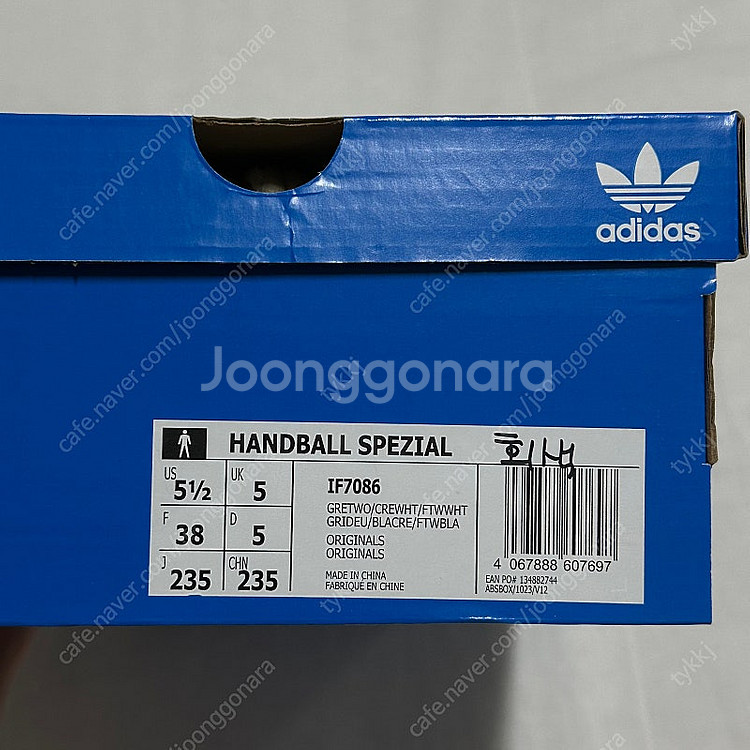 adidas
Joonggonara
HANDBALL SPEZIAL
US 5½ UK 5
F 38 D 5
J 235 CHN 235
IF7086
GRETWO/CREWHT/FTWWHT
GRIDEU/BLACRE/FTWBLA
ORIGINALS
ORIGINALS
MADE IN CHINA
FABRIQUE EN CHINE
4 067888 607697
EAN PO# 134882744
ABSBOX/1023/V12
cafe.naver.com/joonggonara
tykkj